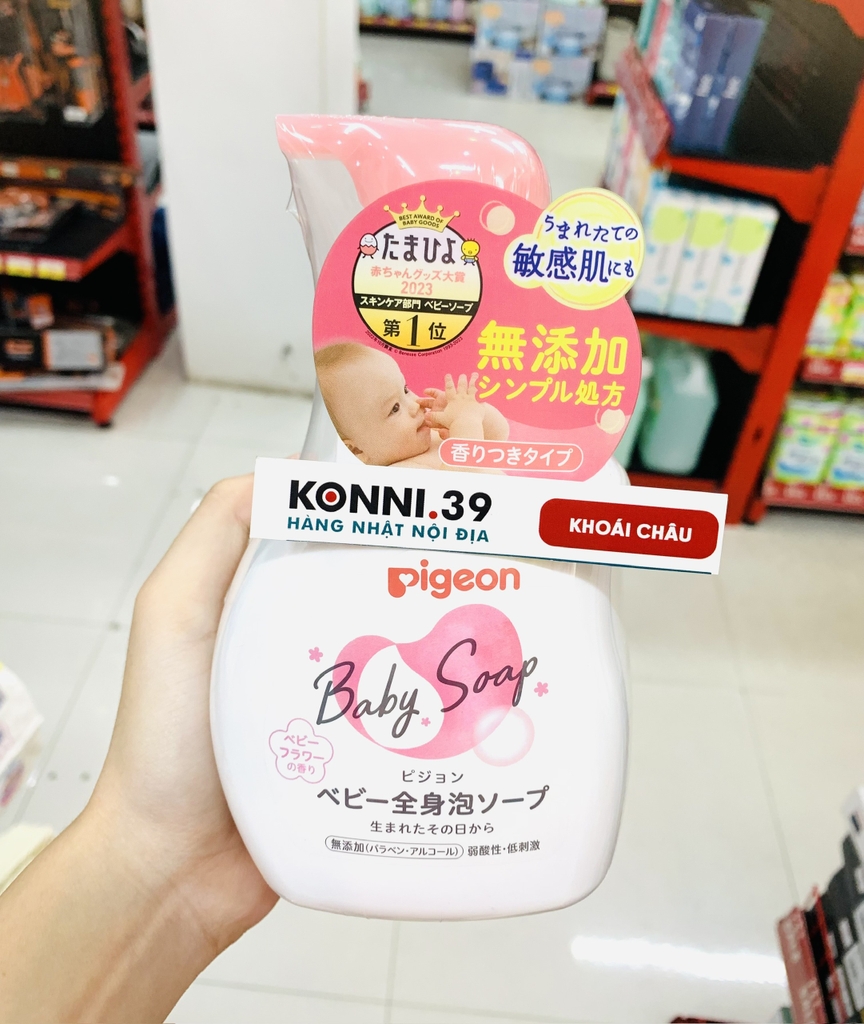 BEST AWARD OF
BABY GOODS
たまひよ
赤ちゃんグッズ大賞
2023
スキンケア部門 ベビーソープ
第1位
うまれたての
敏感肌にも
無添加
シンプル処方
香りつきタイプ
KONNI.39
HÀNG NHẬT NỘI ĐỊA
KHOÁI CHÂU
pigeon
Baby Soap
ベビー
フラワー
の香り
ピジョン
ベビー全身泡ソープ
生まれたその日から
無添加(パラベン・アルコール) 弱酸性・低刺激